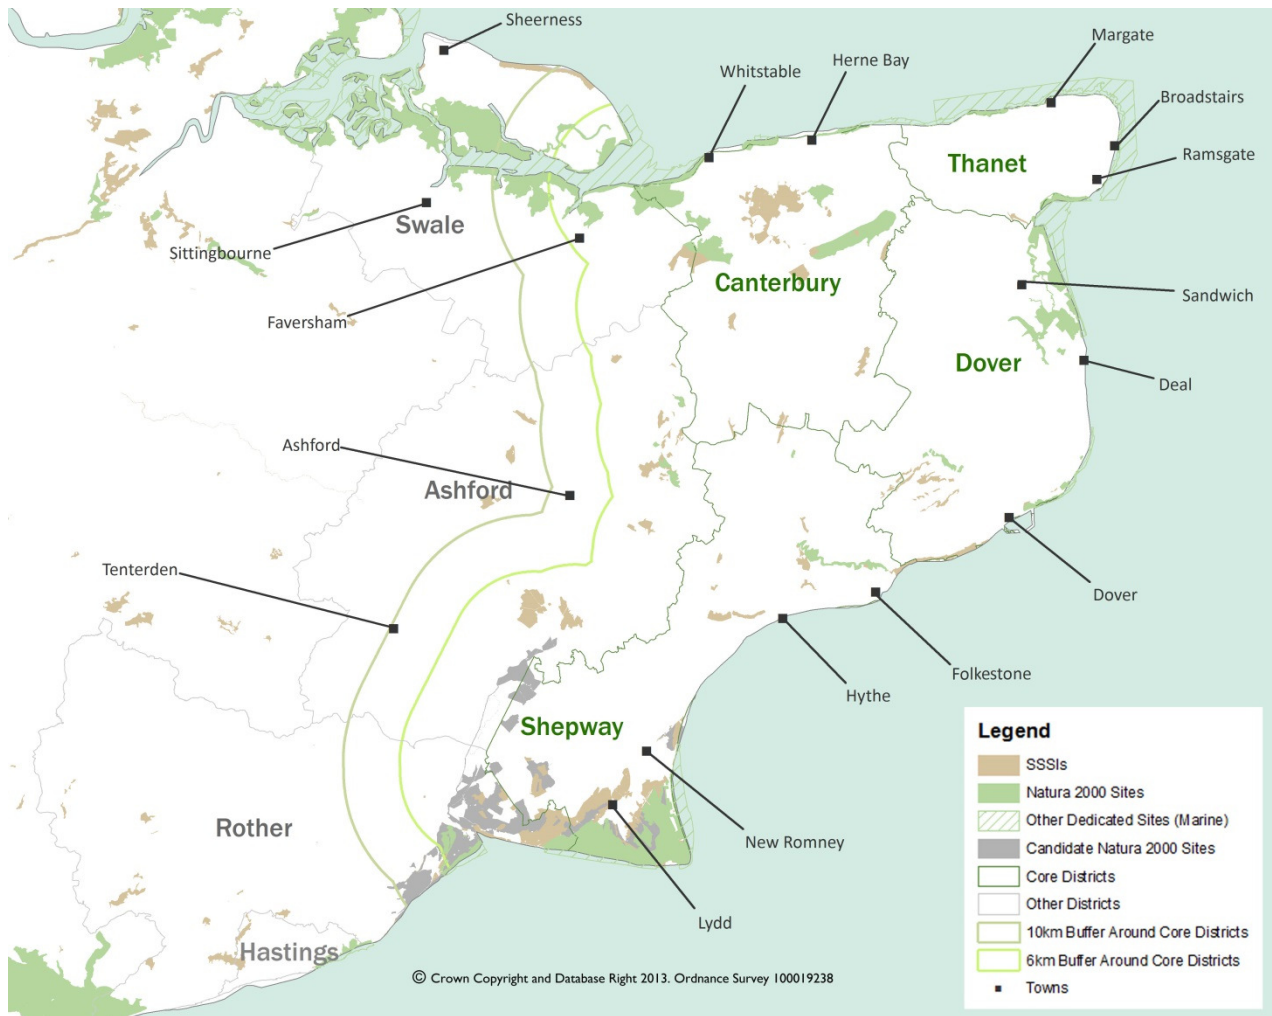 Sheerness
Margate
Herne Bay
Whitstable
Broadstairs
Ramsgate
Thanet
Swale
Sittingbourne
Canterbury
Sandwich
Faversham
Dover
Deal
Ashford
Ashford
Tenterden
Dover
Folkestone
Hythe
Shepway
Rother
New Romney
Lydd
Hastings
© Crown Copyright and Database Right 2013. Ordnance Survey 100019238
Legend
SSSIs
Natura 2000 Sites
Other Dedicated Sites (Marine)
Candidate Natura 2000 Sites
Core Districts
Other Districts
10km Buffer Around Core Districts
6km Buffer Around Core Districts
Towns